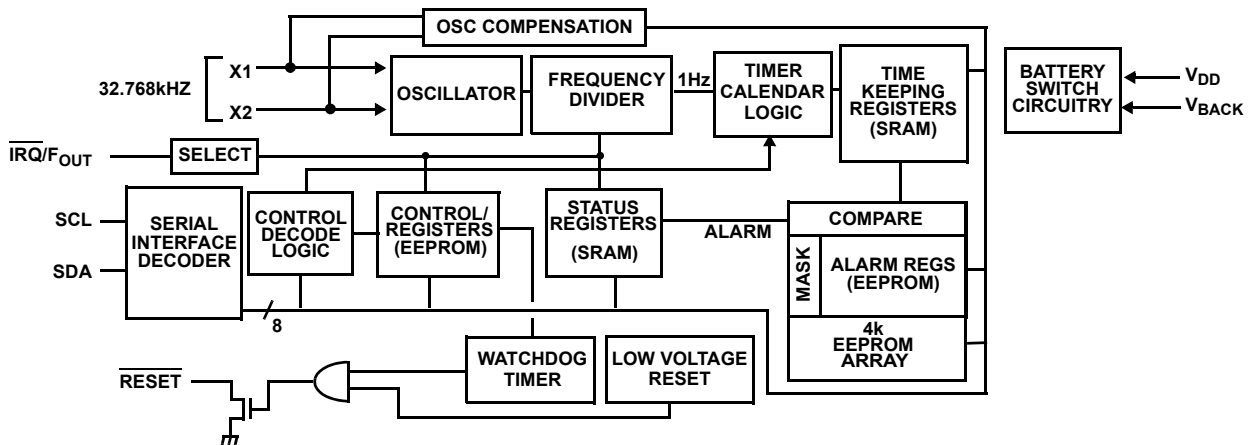 OSC COMPENSATION
32.768kHZ
X1
X2
OSCILLATOR
FREQUENCY
DIVIDER
1Hz
TIMER
CALENDAR
LOGIC
TIME
KEEPING
REGISTERS
(SRAM)
BATTERY
SWITCH
CIRCUITRY
VDD
VBACK
IRQ/FOUT
SELECT
SCL
SDA
SERIAL
INTERFACE
DECODER
CONTROL
DECODE
LOGIC
CONTROL/
REGISTERS
(EEPROM)
STATUS
REGISTERS
(SRAM)
ALARM
COMPARE
MASK
ALARM REGS
(EEPROM)
4k
EEPROM
ARRAY
8
WATCHDOG
TIMER
LOW VOLTAGE
RESET
RESET